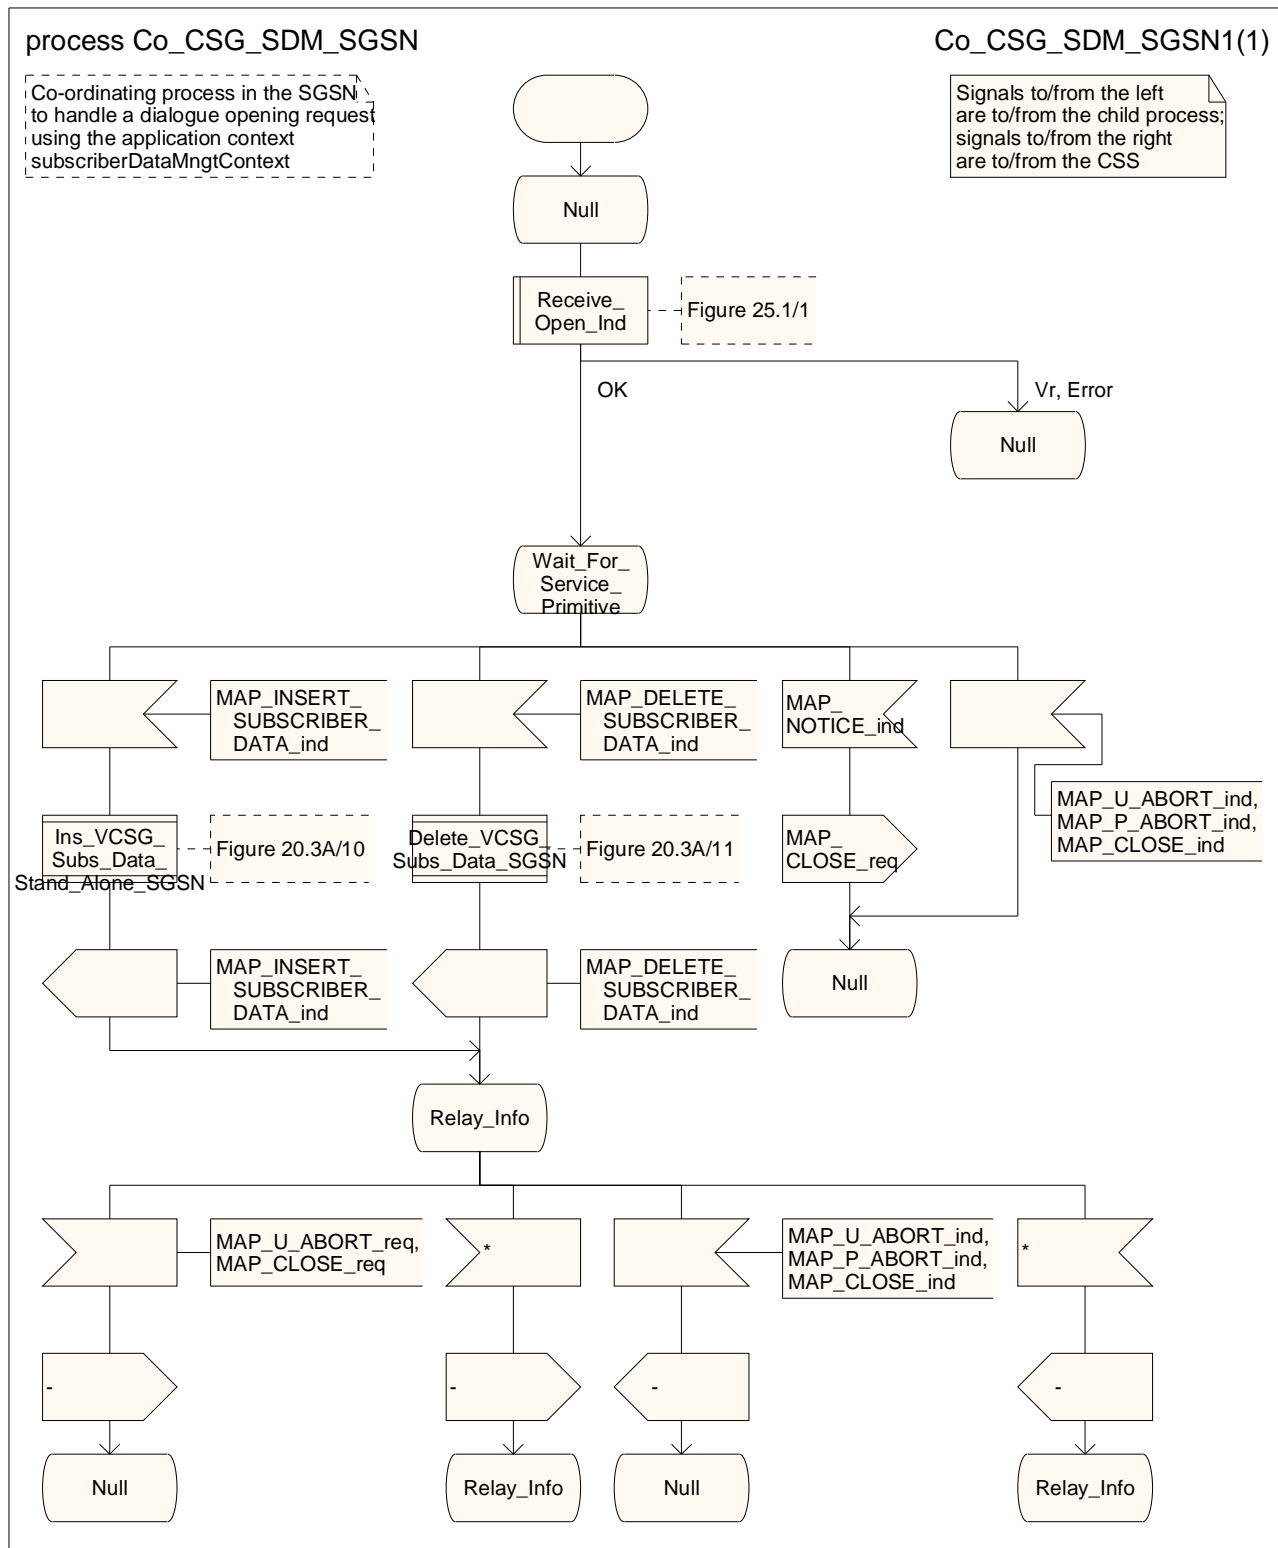 process Co_CSG_SDM_SGSN
Co_CSG_SDM_SGSN1(1)
Co-ordinating process in the SGSN
to handle a dialogue opening request
using the application context
subscriberDataMngtContext
Signals to/from the left
are to/from the child process;
signals to/from the right
are to/from the CSS
Null
Receive_
Open_Ind
Figure 25.1/1
OK
Vr, Error
Null
Wait_For_
Service_
Primitive
MAP_INSERT_
SUBSCRIBER_
DATA_ind
MAP_DELETE_
SUBSCRIBER_
DATA_ind
MAP_
NOTICE_ind
MAP_U_ABORT_ind,
MAP_P_ABORT_ind,
MAP_CLOSE_ind
Ins_VCSG_
Subs_Data_
Stand_Alone_SGSN
Figure 20.3A/10
Delete_VCSG_
Subs_Data_SGSN
Figure 20.3A/11
MAP_
CLOSE_req
MAP_INSERT_
SUBSCRIBER_
DATA_ind
MAP_DELETE_
SUBSCRIBER_
DATA_ind
Null
Relay_Info
MAP_U_ABORT_req,
MAP_CLOSE_req
*
MAP_U_ABORT_ind,
MAP_P_ABORT_ind,
MAP_CLOSE_ind
*
-
-
-
-
Null
Relay_Info
Null
Relay_Info